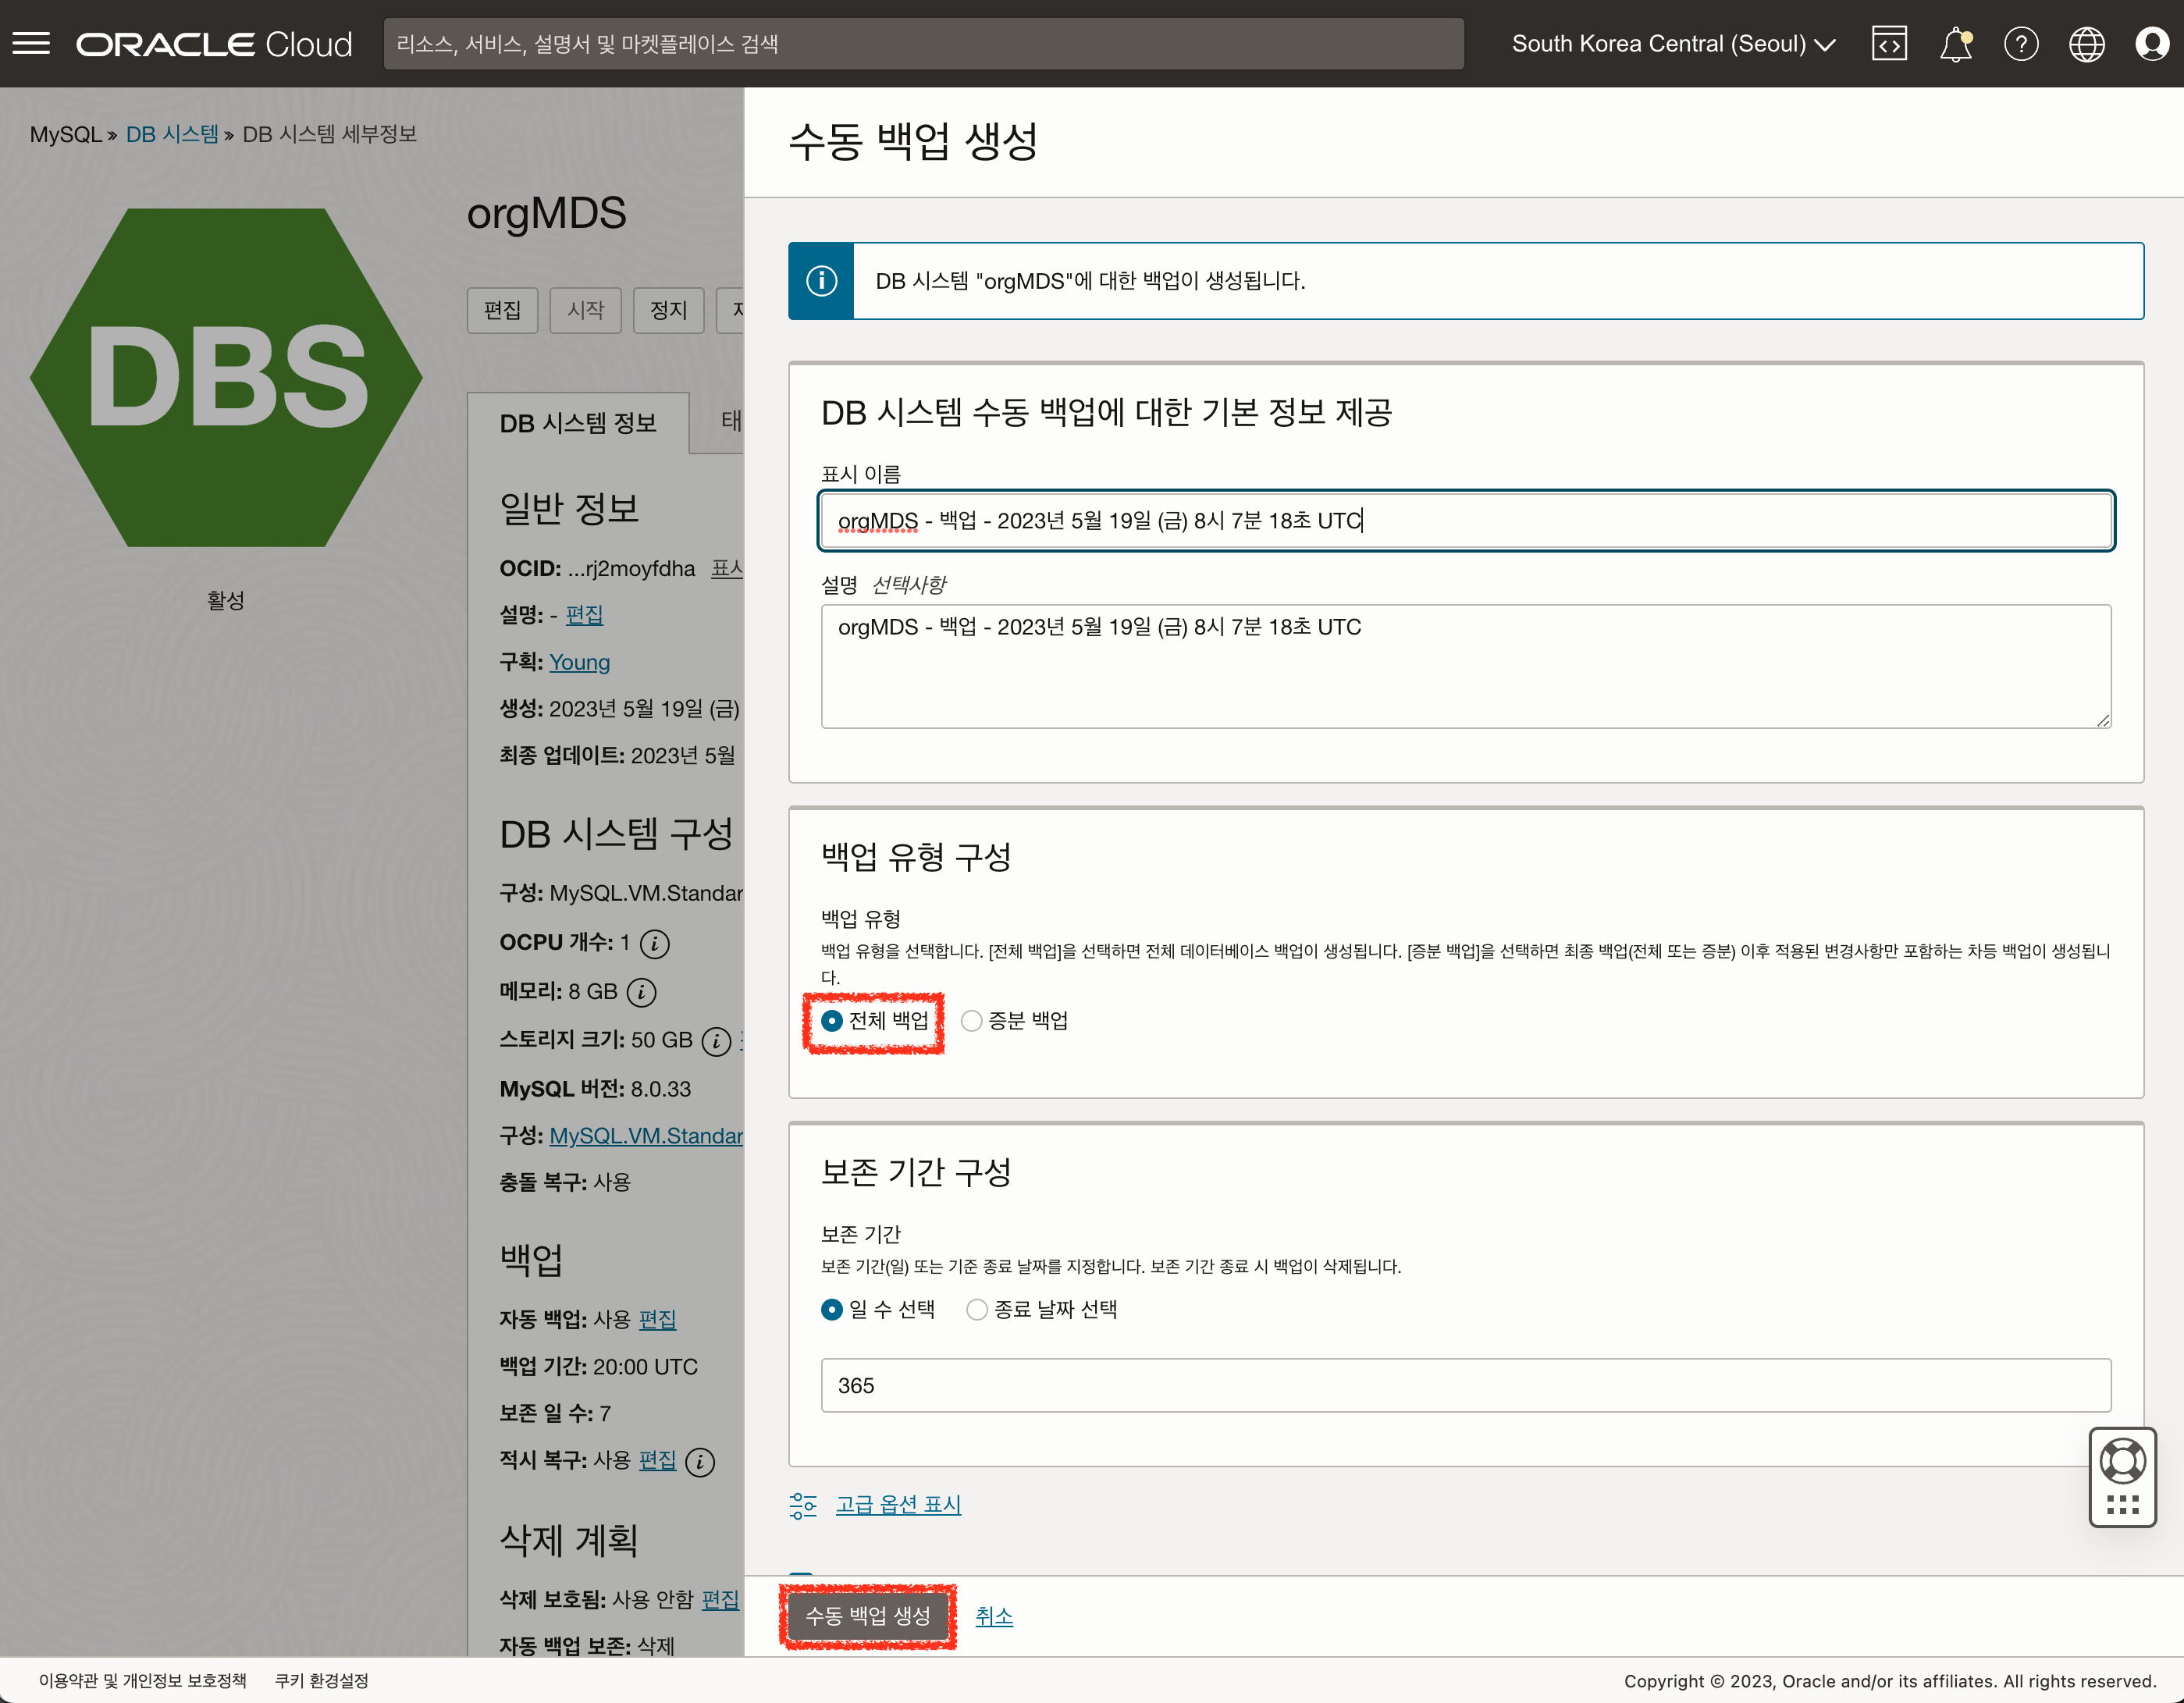 ORACLE Cloud
리소스, 서비스, 설명서 및 마켓플레이스 검색
South Korea Central (Seoul)
MySQL » DB 시스템 » DB 시스템 세부정보
DBS
활성
orgMDS
편집 시작 정지
DB 시스템 정보
일반 정보
OCID: ...rj2moyfdha 표시
설명: - 편집
구획: Young
생성: 2023년 5월 19일 (금)
최종 업데이트: 2023년 5월
DB 시스템 구성
구성: MySQL.VM.Standar
OCPU 개수: 1
메모리: 8 GB
스토리지 크기: 50 GB
MySQL 버전: 8.0.33
구성: MySQL.VM.Standar
충돌 복구: 사용
백업
자동 백업: 사용 편집
백업 기간: 20:00 UTC
보존 일 수: 7
적시 복구: 사용 편집
삭제 계획
삭제 보호됨: 사용 안함 편집
자동 백업 보존: 삭제
수동 백업 생성
DB 시스템 "orgMDS"에 대한 백업이 생성됩니다.
DB 시스템 수동 백업에 대한 기본 정보 제공
표시 이름
orgMDS - 백업 - 2023년 5월 19일 (금) 8시 7분 18초 UTC
설명 선택사항
orgMDS - 백업 - 2023년 5월 19일 (금) 8시 7분 18초 UTC
백업 유형 구성
백업 유형
백업 유형을 선택합니다. [전체 백업]을 선택하면 전체 데이터베이스 백업이 생성됩니다. [증분 백업]을 선택하면 최종 백업(전체 또는 증분) 이후 적용된 변경사항만 포함하는 차등 백업이 생성됩니
다.
전체 백업 증분 백업
보존 기간 구성
보존 기간
보존 기간(일) 또는 기준 종료 날짜를 지정합니다. 보존 기간 종료 시 백업이 삭제됩니다.
일 수 선택 종료 날짜 선택
365
고급 옵션 표시
수동 백업 생성 취소
이용약관 및 개인정보 보호정책 쿠키 환경설정
Copyright © 2023, Oracle and/or its affiliates. All rights reserved.